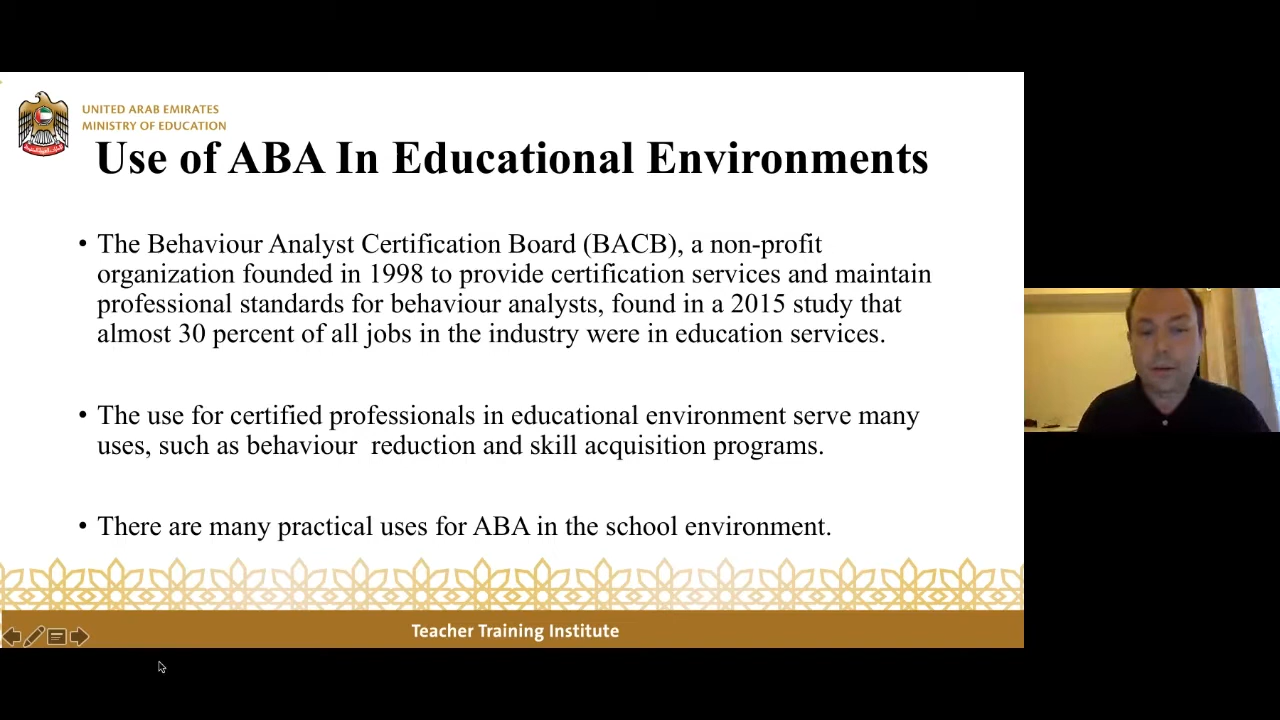 UNITED ARAB EMIRATES
MINISTRY OF EDUCATION
Use of ABA In Educational Environments
• The Behaviour Analyst Certification Board (BACB), a non-profit
organization founded in 1998 to provide certification services and maintain
professional standards for behaviour analysts, found in a 2015 study that
almost 30 percent of all jobs in the industry were in education services.
• The use for certified professionals in educational environment serve many
uses, such as behaviour  reduction and skill acquisition programs.
• There are many practical uses for ABA in the school environment.
Teacher Training Institute